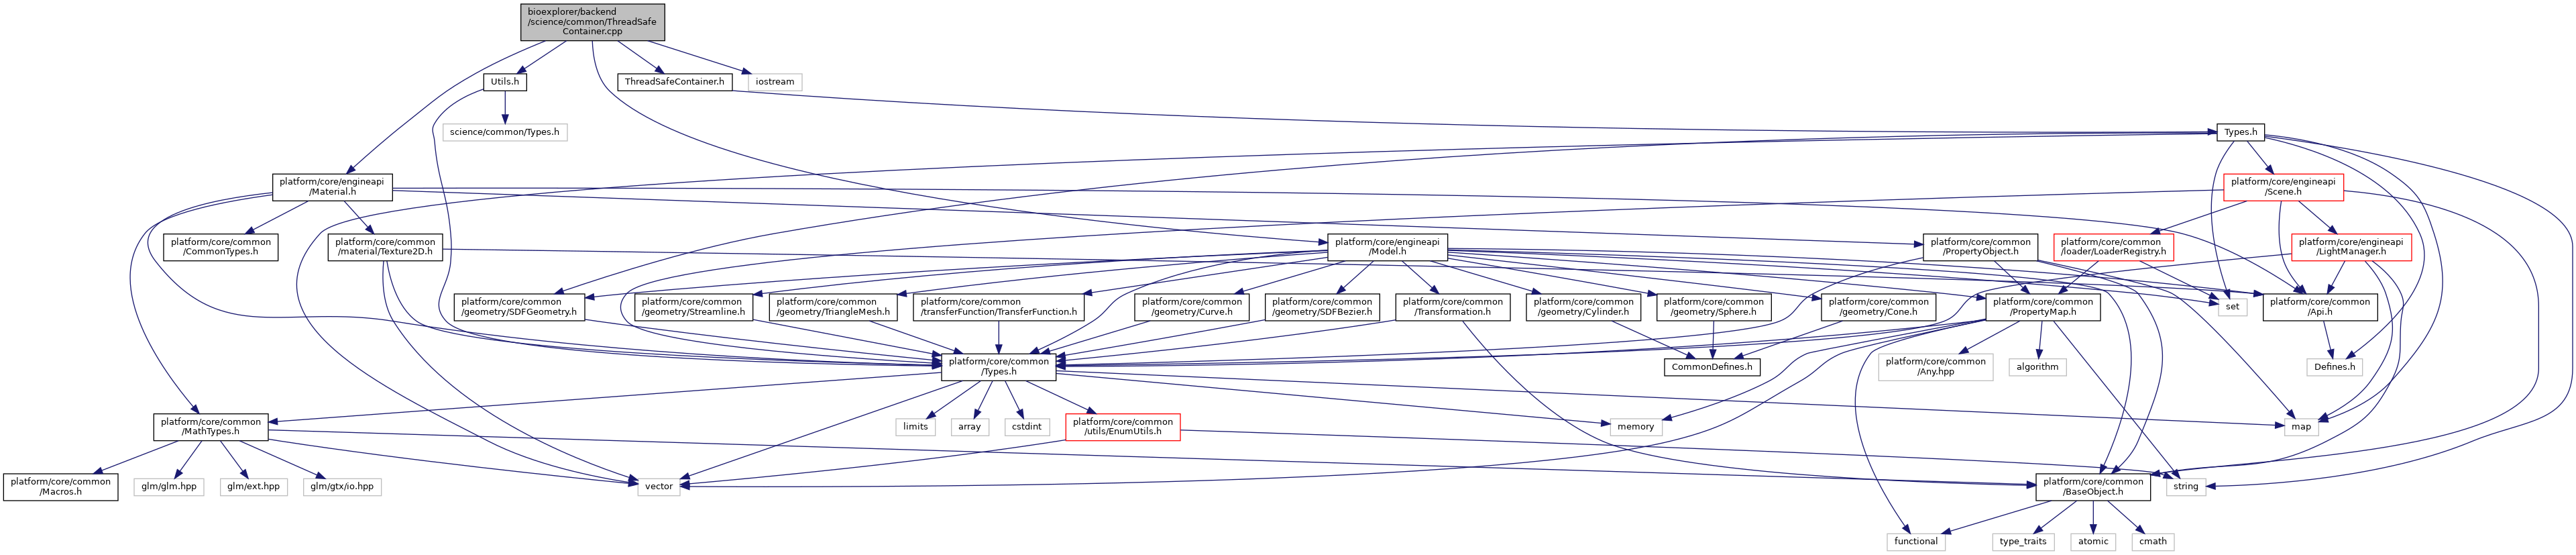 bioexplorer/backend
/science/common/ThreadSafe
Container.cpp
Utils.h
ThreadSafeContainer.h
iostream
science/common/Types.h
Types.h
platform/core/engineapi
/Material.h
platform/core/engineapi
/Scene.h
platform/core/common
/CommonTypes.h
platform/core/common
/material/Texture2D.h
platform/core/engineapi
/Model.h
platform/core/common
/PropertyObject.h
platform/core/common
/loader/LoaderRegistry.h
platform/core/engineapi
/LightManager.h
platform/core/common
/geometry/SDFGeometry.h
platform/core/common
/geometry/Streamline.h
platform/core/common
/geometry/TriangleMesh.h
platform/core/common
/transferFunction/TransferFunction.h
platform/core/common
/geometry/Curve.h
platform/core/common
/geometry/SDFBezier.h
platform/core/common
/Transformation.h
platform/core/common
/geometry/Cylinder.h
platform/core/common
/geometry/Sphere.h
platform/core/common
/geometry/Cone.h
platform/core/common
/PropertyMap.h
set
platform/core/common
/Api.h
platform/core/common
/Types.h
CommonDefines.h
platform/core/common
/Any.hpp
algorithm
Defines.h
platform/core/common
/MathTypes.h
limits
array
cstdint
platform/core/common
/utils/EnumUtils.h
memory
map
platform/core/common
/Macros.h
glm/glm.hpp
glm/ext.hpp
glm/gtx/io.hpp
vector
platform/core/common
/BaseObject.h
string
functional
type_traits
atomic
cmath